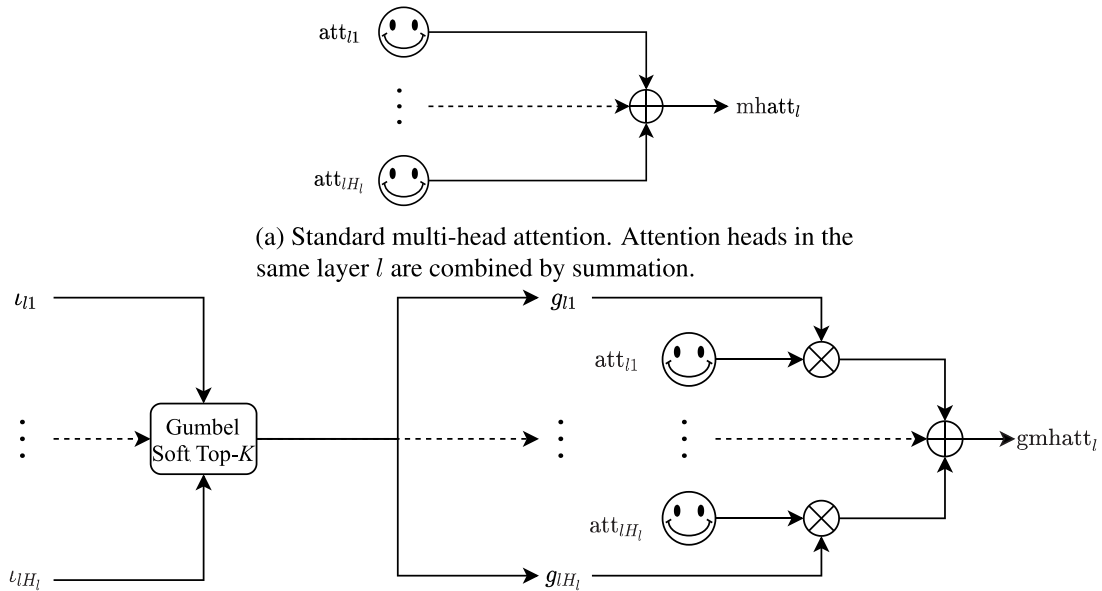 att_{l1}
mhatt_l
att_{lH_l}
(a) Standard multi-head attention. Attention heads in the
same layer l are combined by summation.
ι_{l1}
g_{l1}
att_{l1}
Gumbel
Soft Top-K
gmhatt_l
att_{lH_l}
ι_{lH_l}
g_{lH_l}